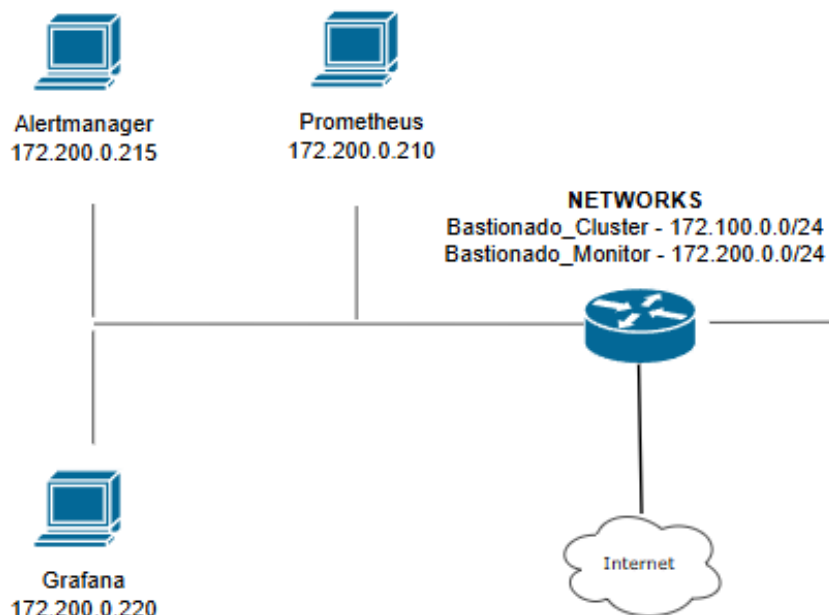 Alertmanager
172.200.0.215
Prometheus
172.200.0.210
NETWORKS
Bastionado_Cluster - 172.100.0.0/24
Bastionado_Monitor - 172.200.0.0/24
Internet
Grafana
172.200.0.220